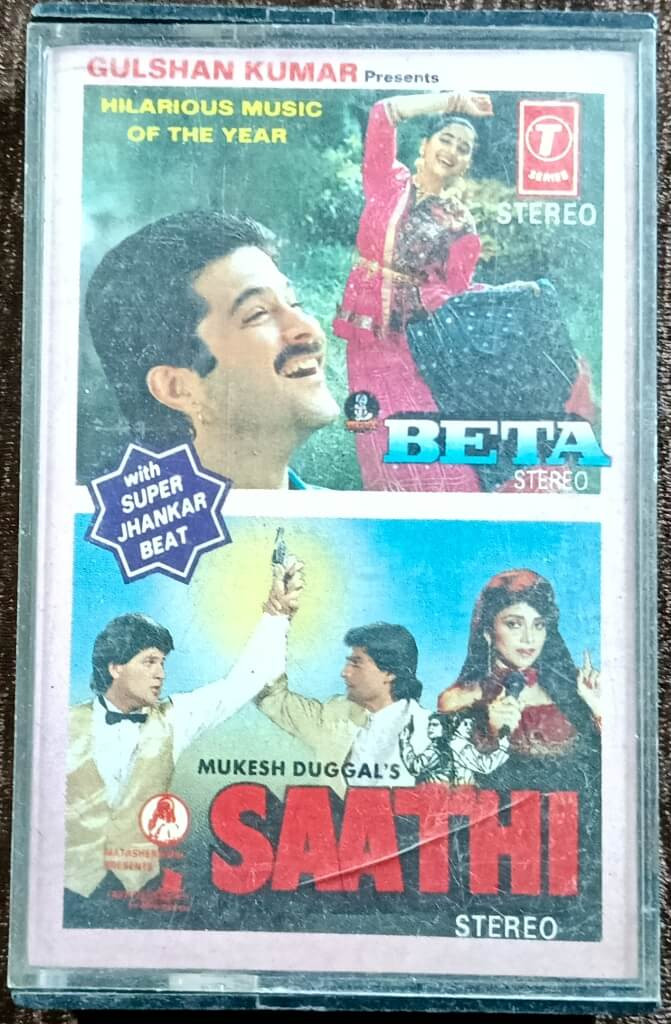 GULSHAN KUMAR Presents
HILARIOUS MUSIC
OF THE YEAR
T
SERIES
STEREO
BETA
STEREO
with
SUPER
JHANKAR
BEAT
MUKESH DUGGAL'S
PRESENTS
SAATHI
STEREO